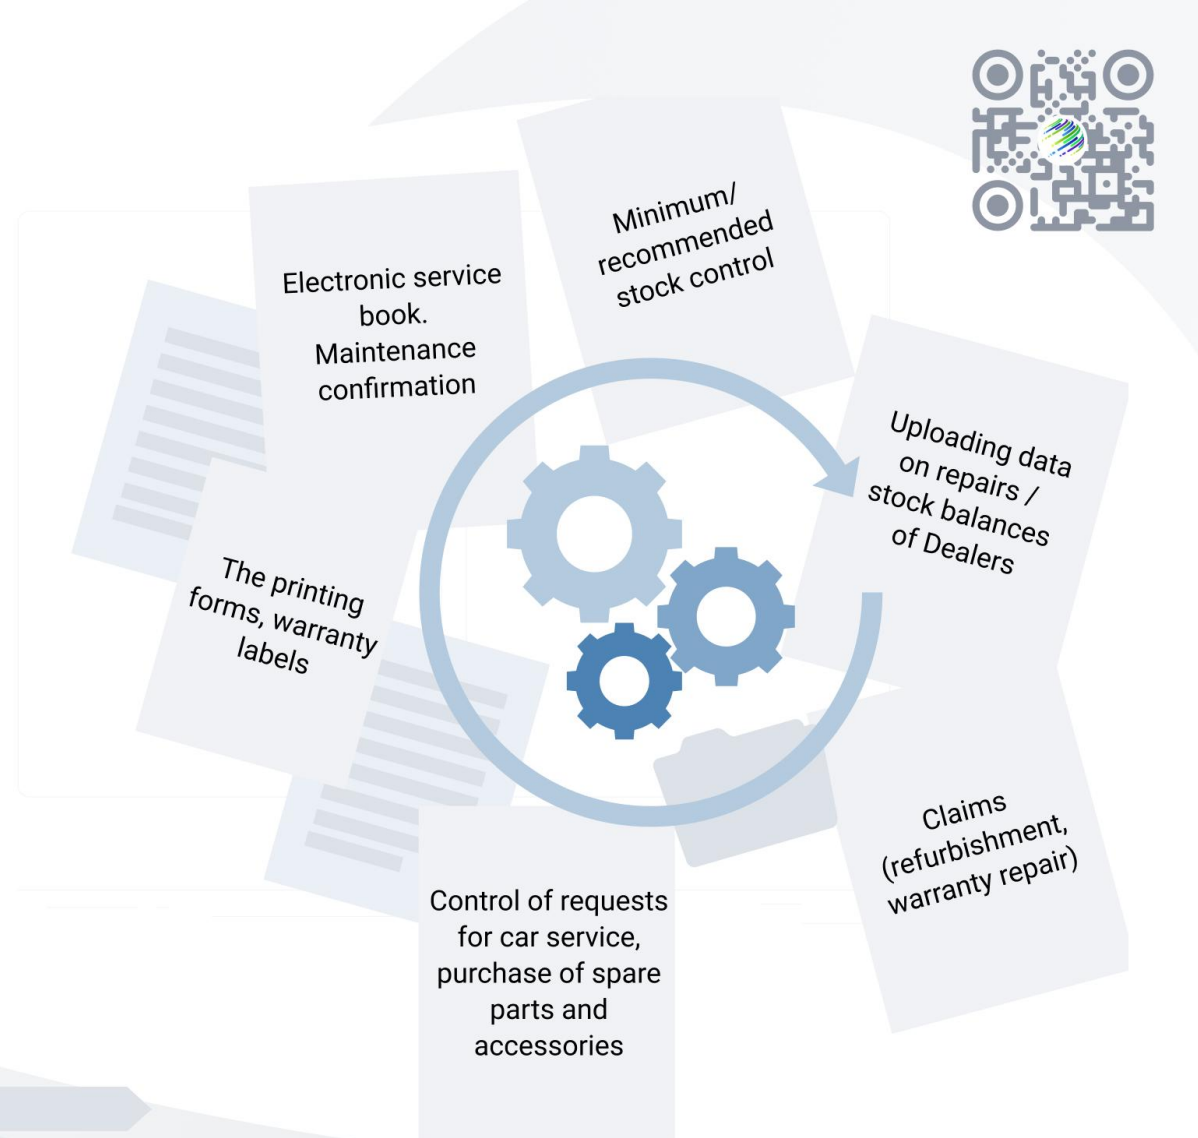 Minimum/
recommended
stock control
Electronic service
book.
Maintenance
confirmation
Uploading data
on repairs /
stock balances
of Dealers
The printing
forms, warranty
labels
Claims
(refurbishment,
warranty repair)
Control of requests
for car service,
purchase of spare
parts and
accessories